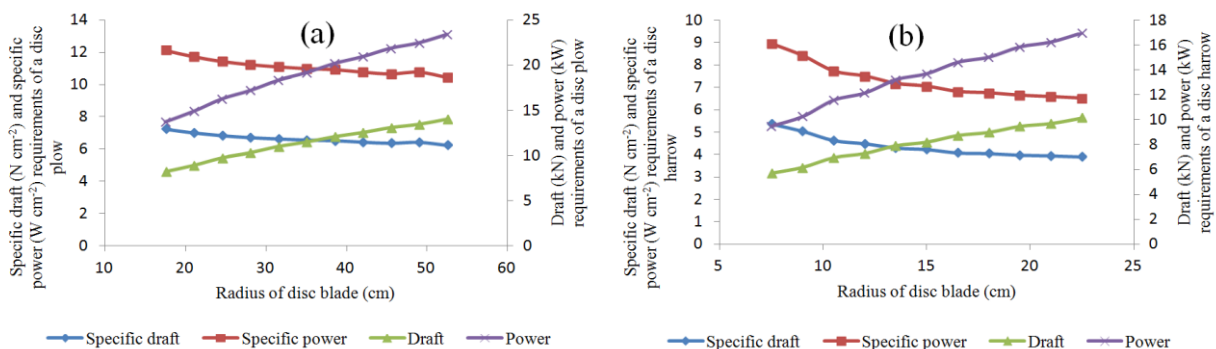 (a)
Specific draft (N cm⁻²) and specific
power (W cm⁻²) requirements of a disc
plow
14
12
10
8
6
4
2
0
25
20
15
10
5
0
Draft (kN) and power (kW)
requirements of a disc plow
10 20 30 40 50 60
Radius of disc blade (cm)
Specific draft Specific power Draft Power
(b)
Specific draft (N cm⁻²) and specific
power (W cm⁻²) requirements of a disc
harrow
10
9
8
7
6
5
4
3
2
1
0
18
16
14
12
10
8
6
4
2
0
Draft (kN) and power (kW)
requirements of a disc harrow
5 10 15 20 25
Radius of disc blade (cm)
Specific draft Specific power Draft Power